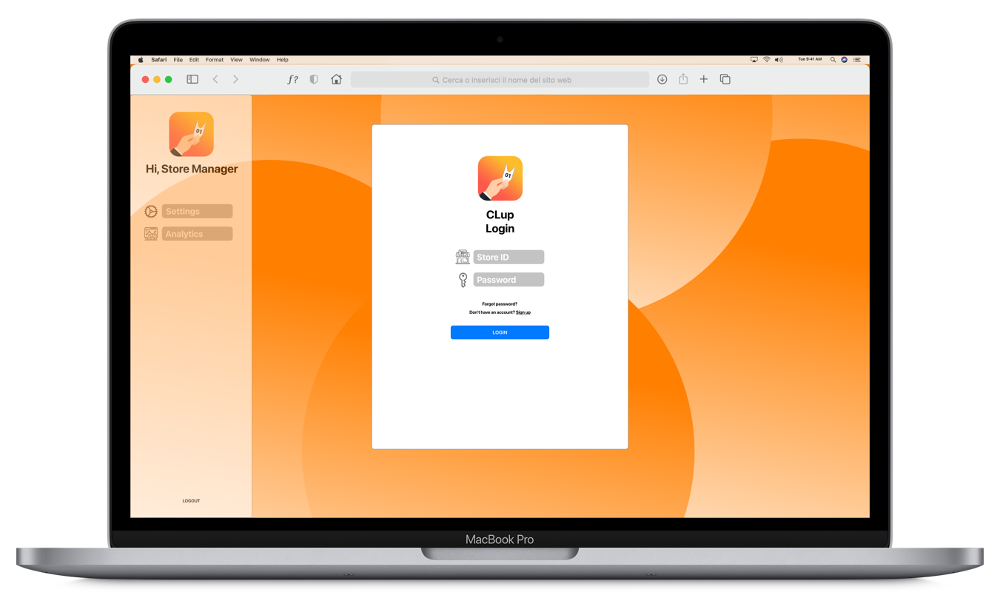 Safari File Edit Format View Window Help Tue 9:41 AM
ƒ? Cerca o inserisci il nome del sito web
01
Hi, Store Manager
Settings
Analytics
LOGOUT
01
CLup
Login
Store ID
Password
Forgot password?
Don't have an account? Sign up
LOGIN
MacBook Pro